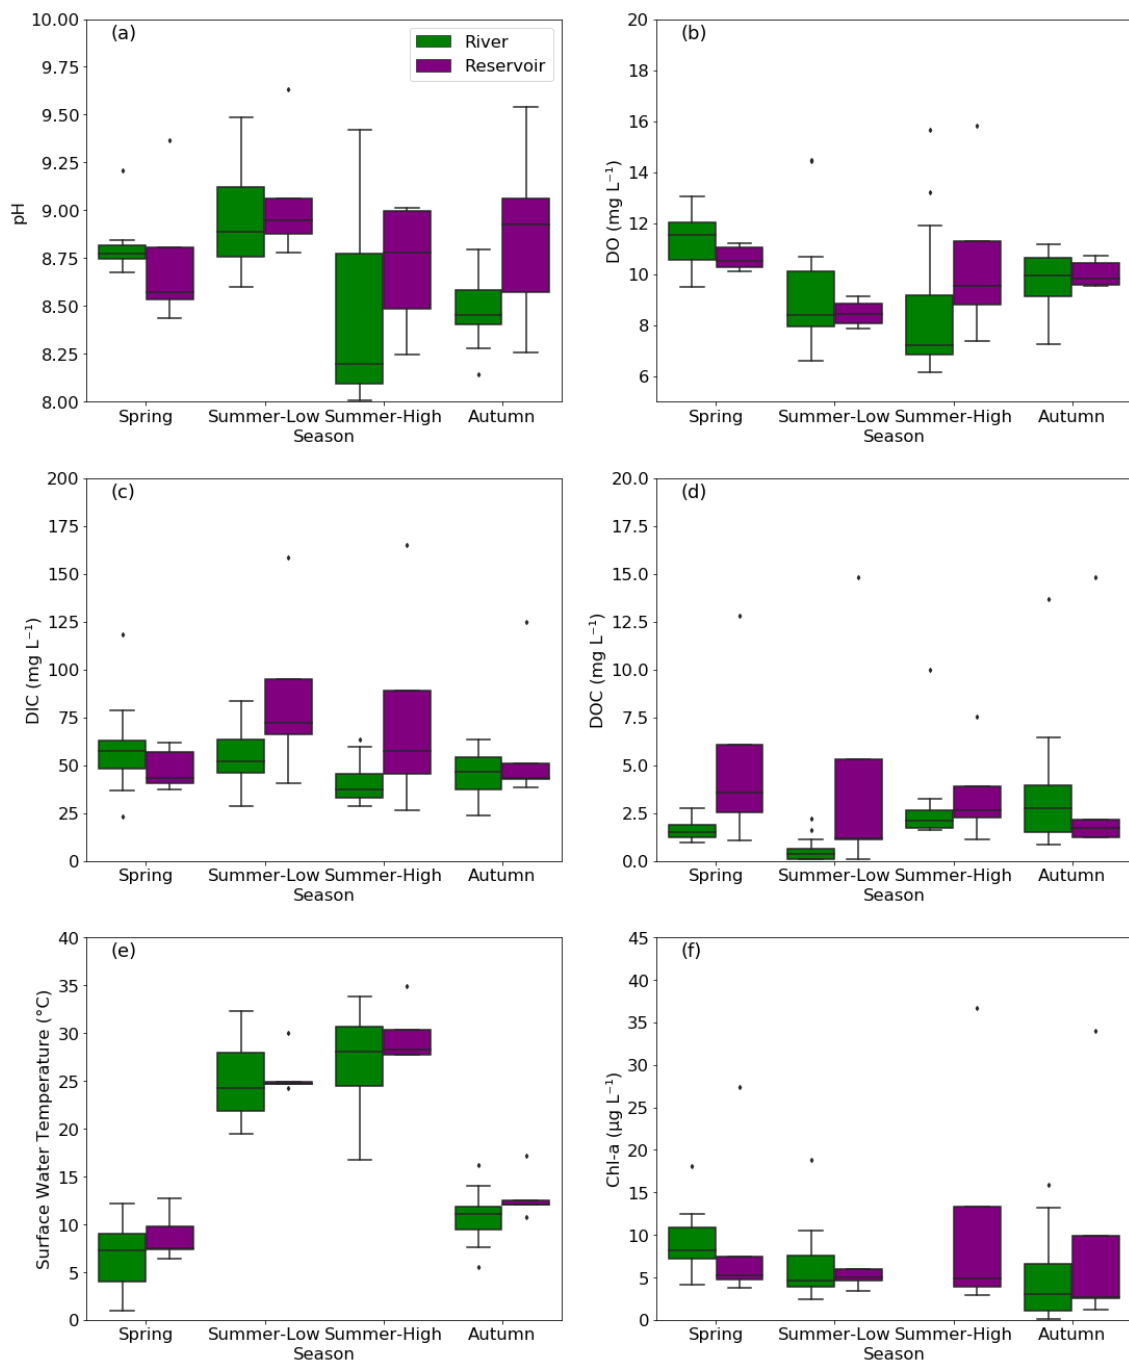 (a)
River
Reservoir
10.00
9.75
9.50
9.25
9.00
8.75
8.50
8.25
8.00
pH
Spring Summer-Low Summer-High Autumn
Season
(b)
20
18
16
14
12
10
8
6
DO (mg L⁻¹)
Spring Summer-Low Summer-High Autumn
Season
(c)
200
175
150
125
100
75
50
25
0
DIC (mg L⁻¹)
Spring Summer-Low Summer-High Autumn
Season
(d)
20.0
17.5
15.0
12.5
10.0
7.5
5.0
2.5
0.0
DOC (mg L⁻¹)
Spring Summer-Low Summer-High Autumn
Season
(e)
40
35
30
25
20
15
10
5
0
Surface Water Temperature (°C)
Spring Summer-Low Summer-High Autumn
Season
(f)
45
40
35
30
25
20
15
10
5
0
Chl-a (µg L⁻¹)
Spring Summer-Low Summer-High Autumn
Season